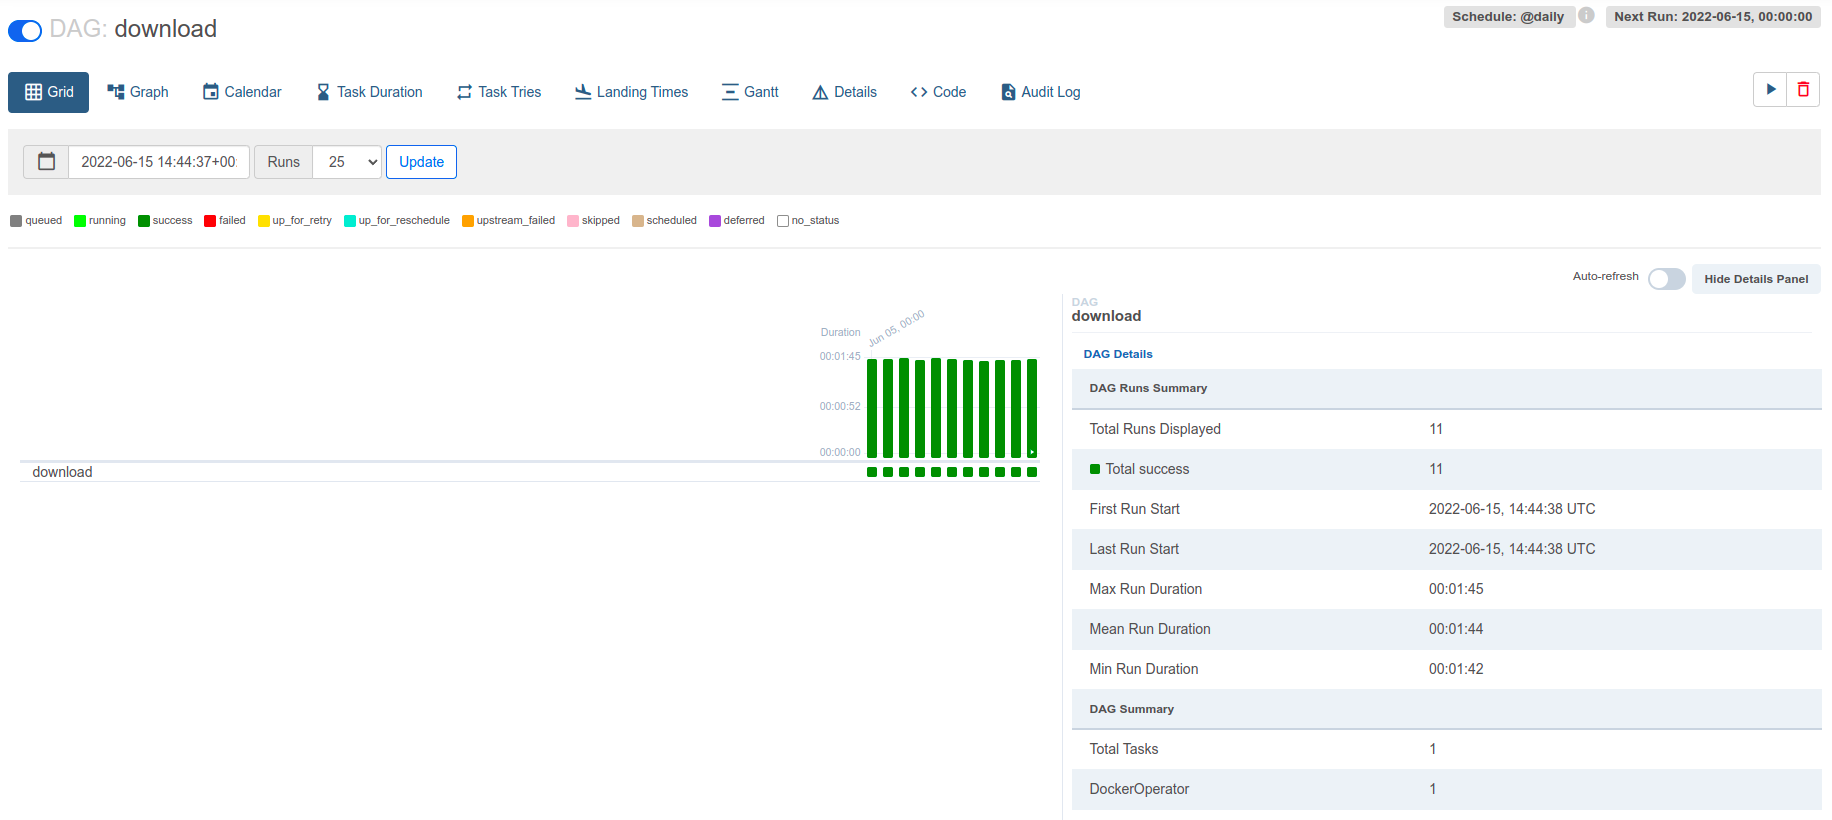 DAG: download
Schedule: @daily
Next Run: 2022-06-15, 00:00:00
Grid
Graph
Calendar
Task Duration
Task Tries
Landing Times
Gantt
Details
Code
Audit Log
2022-06-15 14:44:37+00:
Runs
25
Update
queued
running
success
failed
up_for_retry
up_for_reschedule
upstream_failed
skipped
scheduled
deferred
no_status
Auto-refresh
Hide Details Panel
Duration
Jun 05, 00:00
00:01:45
00:00:52
00:00:00
download
DAG
download
DAG Details
DAG Runs Summary
Total Runs Displayed 11
Total success 11
First Run Start 2022-06-15, 14:44:38 UTC
Last Run Start 2022-06-15, 14:44:38 UTC
Max Run Duration 00:01:45
Mean Run Duration 00:01:44
Min Run Duration 00:01:42
DAG Summary
Total Tasks 1
DockerOperator 1